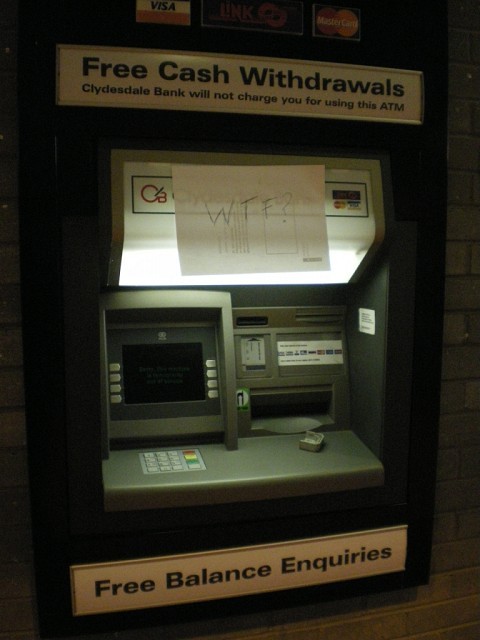 VISA
LINK
MasterCard
Free Cash Withdrawals
Clydesdale Bank will not charge you for using this ATM
CB
WTF?
Free Balance Enquiries